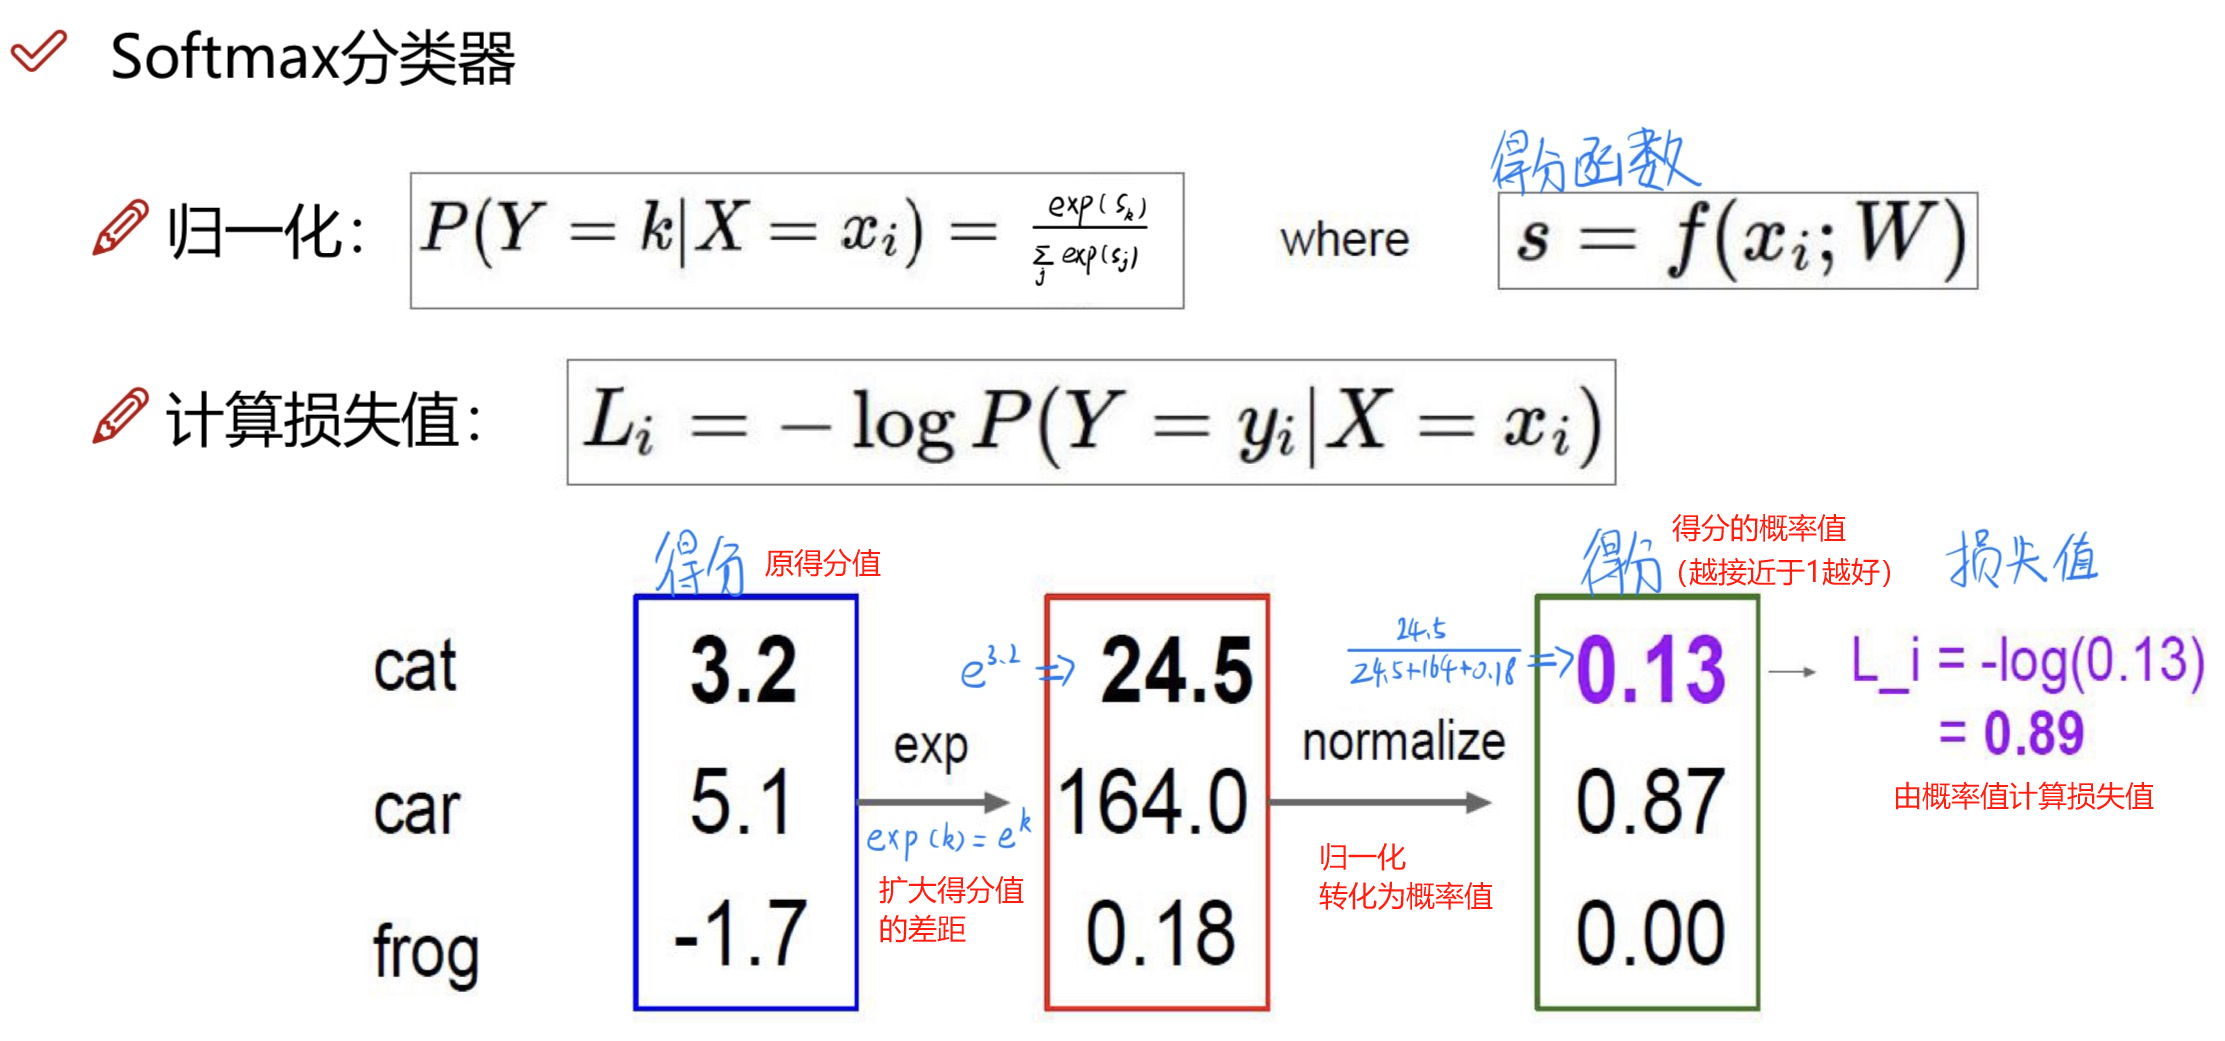 Softmax分类器
得分函数
归一化： P(Y = k|X = x_i) = exp(s_k) / Σ_j exp(s_j) where s = f(x_i; W)
计算损失值： L_i = − log P(Y = y_i|X = x_i)
得分 原得分值 得分 得分的概率值 损失值
（越接近于1越好）
cat 3.2 e^3.2 => 24.5 24.5 / 24.5+164+0.18 => 0.13 → L_i = -log(0.13)
= 0.89
exp normalize
car 5.1 164.0 0.87 由概率值计算损失值
exp(k) = e^k
归一化
扩大得分值 转化为概率值
的差距
frog -1.7 0.18 0.00